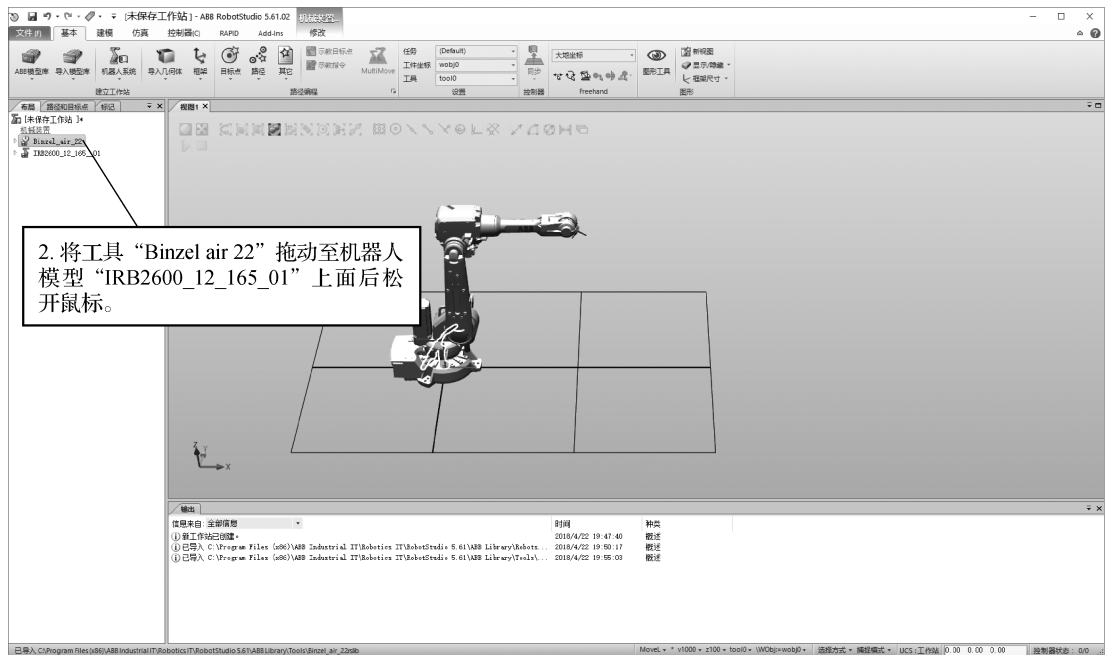 [未保存工作站] - ABB RobotStudio 5.61.02
机械装置
文件(F) 基本 建模 仿真 控制器(C) RAPID Add-Ins 修改
ABB模型库 导入模型库 机器人系统 导入几何体 框架
建立工作站
目标点 路径 其它
示教目标点
示教指令
MultiMove
路径编程
任务 (Default)
工件坐标 wobj0
工具 tool0
设置
同步
控制器
大地坐标
Freehand
图形工具
新视图
显示/隐藏
框架尺寸
图形
布局 路径和目标点 标记
视图1
[未保存工作站]*
机械装置
Binzel_air_22
IRB2600_12_165__01
2. 将工具“Binzel air 22”拖动至机器人
模型“IRB2600_12_165_01”上面后松
开鼠标。
Z
Y
X
输出
信息来自: 全部信息 时间 种类
新工作站已创建。 2018/4/22 19:47:40 概述
已导入 C:\Program Files (x86)\ABB Industrial IT\Robotics IT\RobotStudio 5.61\ABB Library\Robots... 2018/4/22 19:50:17 概述
已导入 C:\Program Files (x86)\ABB Industrial IT\Robotics IT\RobotStudio 5.61\ABB Library\Tools\... 2018/4/22 19:55:03 概述
已导入 C:\Program Files (x86)\ABB Industrial IT\Robotics IT\RobotStudio 5.61\ABB Library\Tools\Binzel_air_22.rslib MoveL * v1000 z100 tool0 \WObj:=wobj0 选择方式 捕捉模式 UCS : 工作站 0.00 0.00 0.00 控制器状态: 0/0